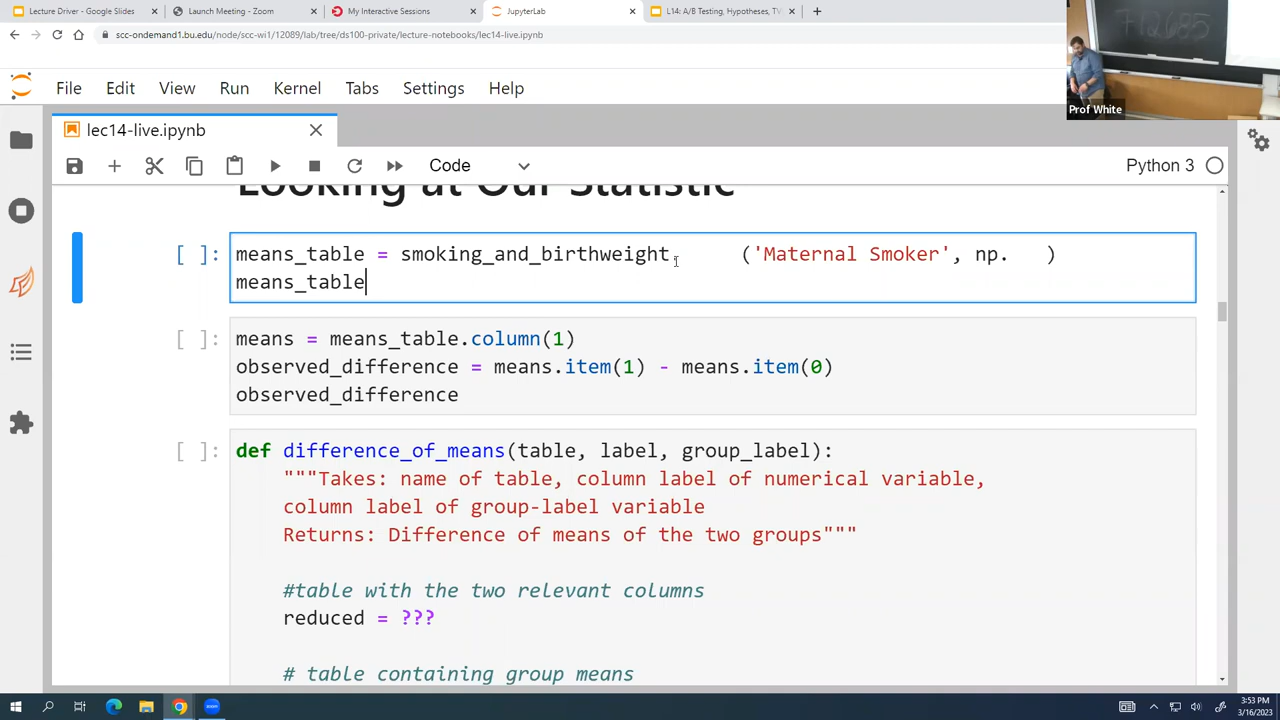 Lecture Driver - Google Slides
Launch Meeting - Zoom
My Interactive Sessions
JupyterLab
L14: A/B Testing, Hypotheses, TV
scc-ondemand1.bu.edu/node/scc-wi1/12089/lab/tree/ds100-private/lecture-notebooks/lec14-live.ipynb
712685
Prof White
File Edit View Run Kernel Tabs Settings Help
lec14-live.ipynb
Code
Python 3
Looking at Our Statistic
[ ]: means_table = smoking_and_birthweight. ('Maternal Smoker', np. )
means_table
[ ]: means = means_table.column(1)
observed_difference = means.item(1) - means.item(0)
observed_difference
[ ]: def difference_of_means(table, label, group_label):
"""Takes: name of table, column label of numerical variable,
column label of group-label variable
Returns: Difference of means of the two groups"""
#table with the two relevant columns
reduced = ???
# table containing group means
3:53 PM
3/16/2023